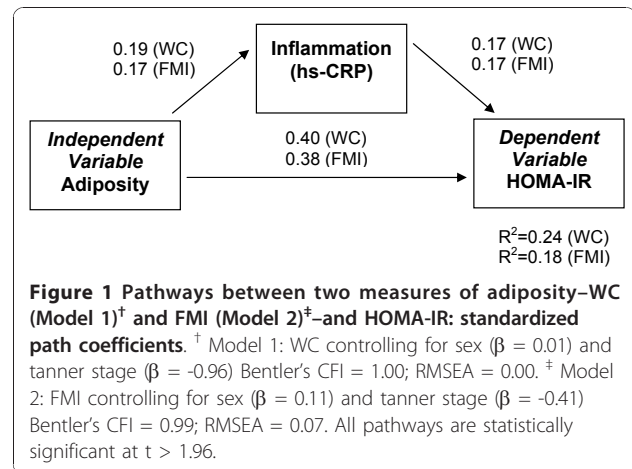 0.19 (WC)
0.17 (FMI)
Inflammation
(hs-CRP)
0.17 (WC)
0.17 (FMI)
Independent
Variable
Adiposity
0.40 (WC)
0.38 (FMI)
Dependent
Variable
HOMA-IR
R²=0.24 (WC)
R²=0.18 (FMI)
Figure 1 Pathways between two measures of adiposity–WC
(Model 1)† and FMI (Model 2)‡–and HOMA-IR: standardized
path coefficients. † Model 1: WC controlling for sex (β = 0.01) and
tanner stage (β = -0.96) Bentler's CFI = 1.00; RMSEA = 0.00. ‡ Model
2: FMI controlling for sex (β = 0.11) and tanner stage (β = -0.41)
Bentler's CFI = 0.99; RMSEA = 0.07. All pathways are statistically
significant at t > 1.96.